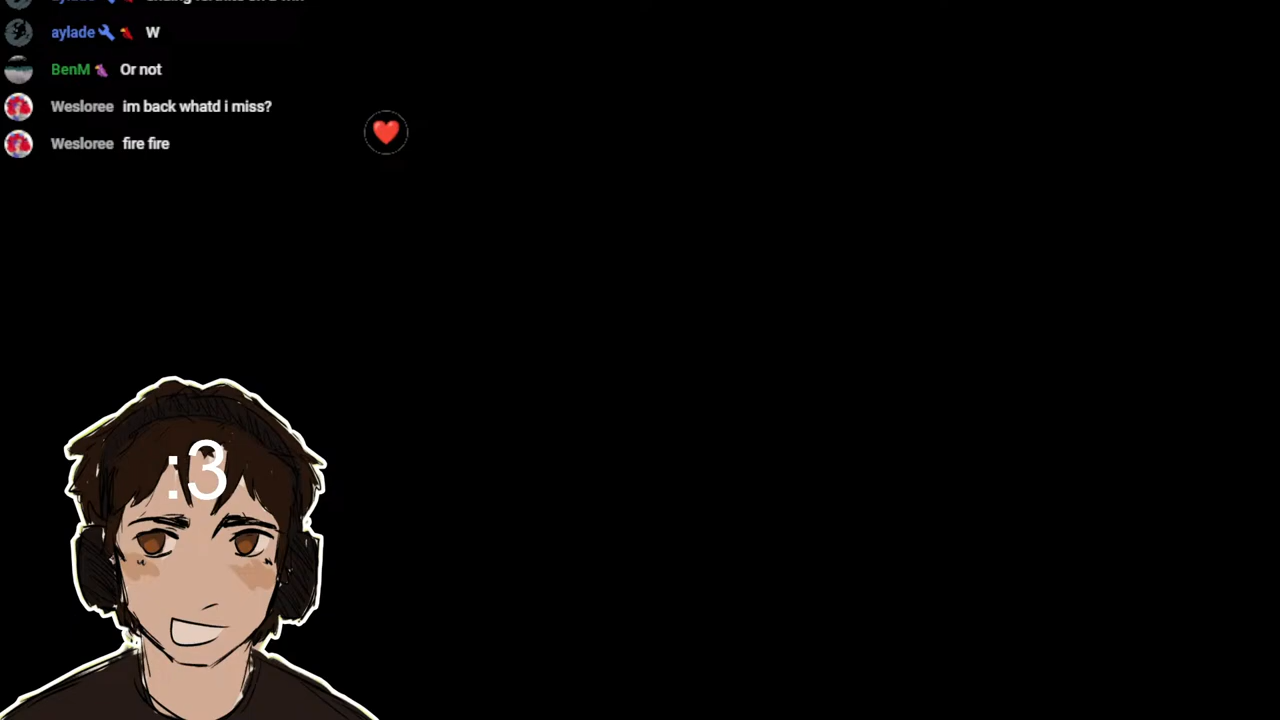 aylade W
BenM Or not
Wesloree im back whatd i miss?
Wesloree fire fire
:3